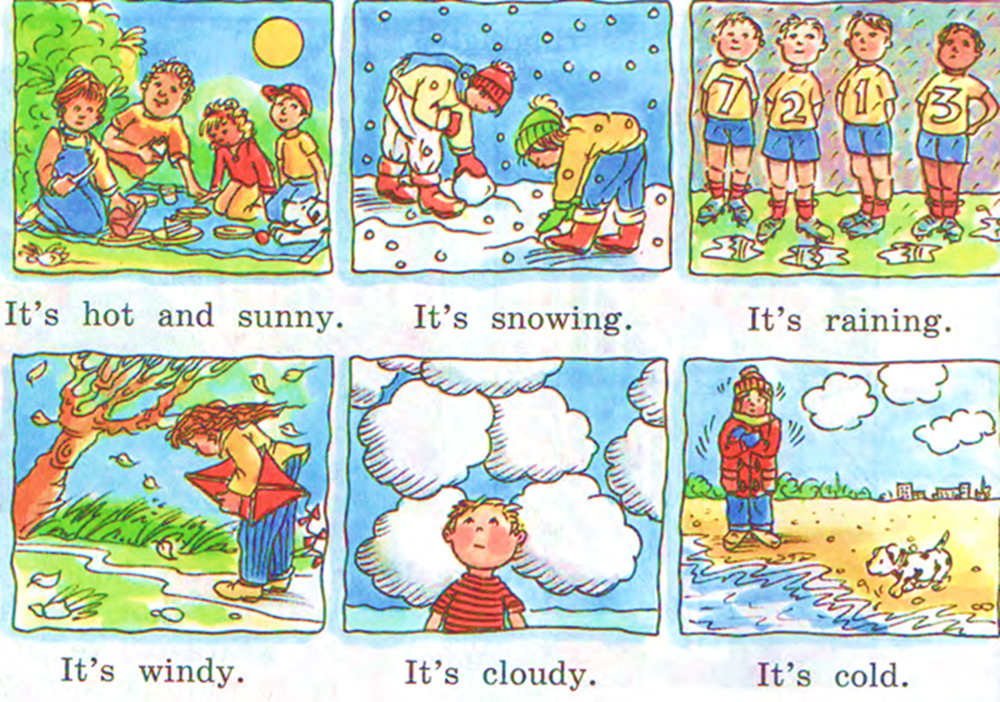 7 2 1 3
It's hot and sunny.
It's snowing.
It's raining.
It's windy.
It's cloudy.
It's cold.